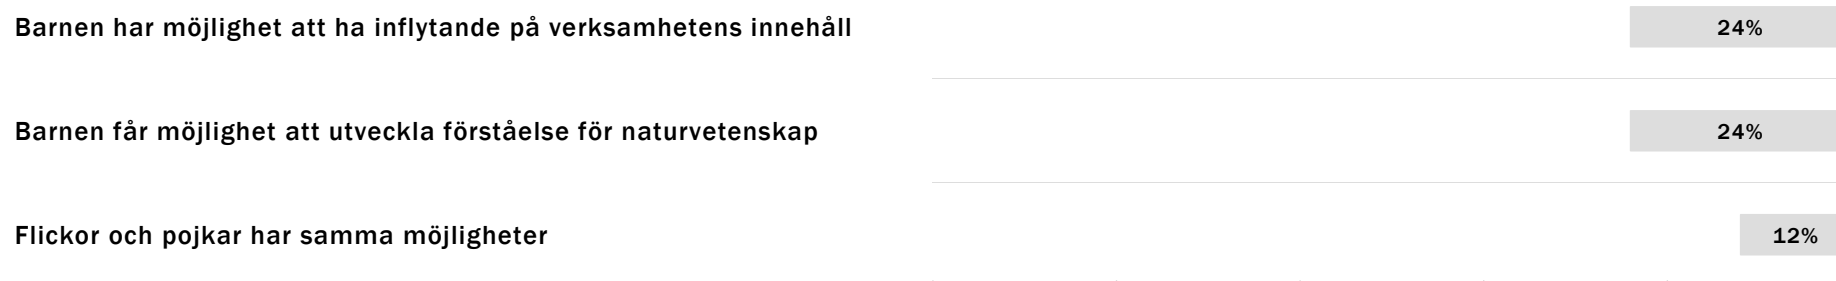 Barnen har möjlighet att ha inflytande på verksamhetens innehåll 24%
Barnen får möjlighet att utveckla förståelse för naturvetenskap 24%
Flickor och pojkar har samma möjligheter 12%